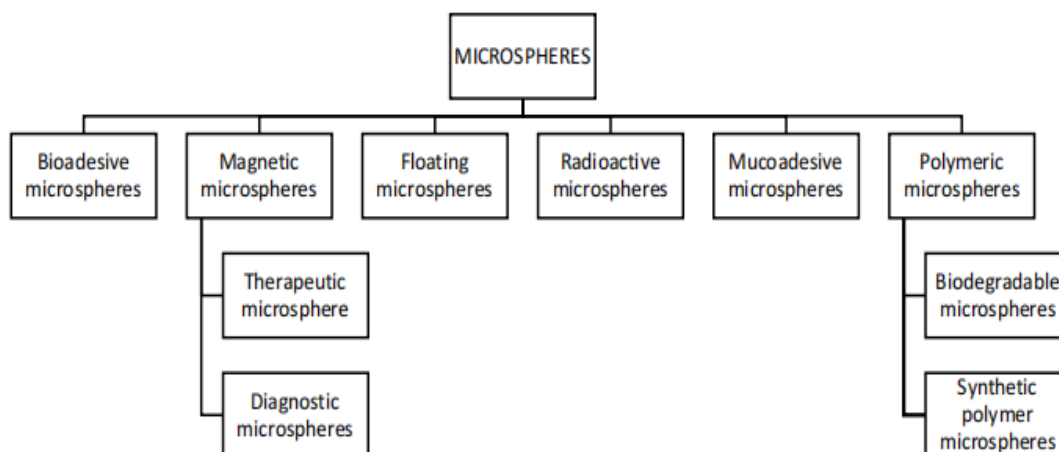 MICROSPHERES
Bioadesive
microspheres
Magnetic
microspheres
Floating
microspheres
Radioactive
microspheres
Mucoadesive
microspheres
Polymeric
microspheres
Therapeutic
microsphere
Biodegradable
microspheres
Diagnostic
microspheres
Synthetic
polymer
microspheres